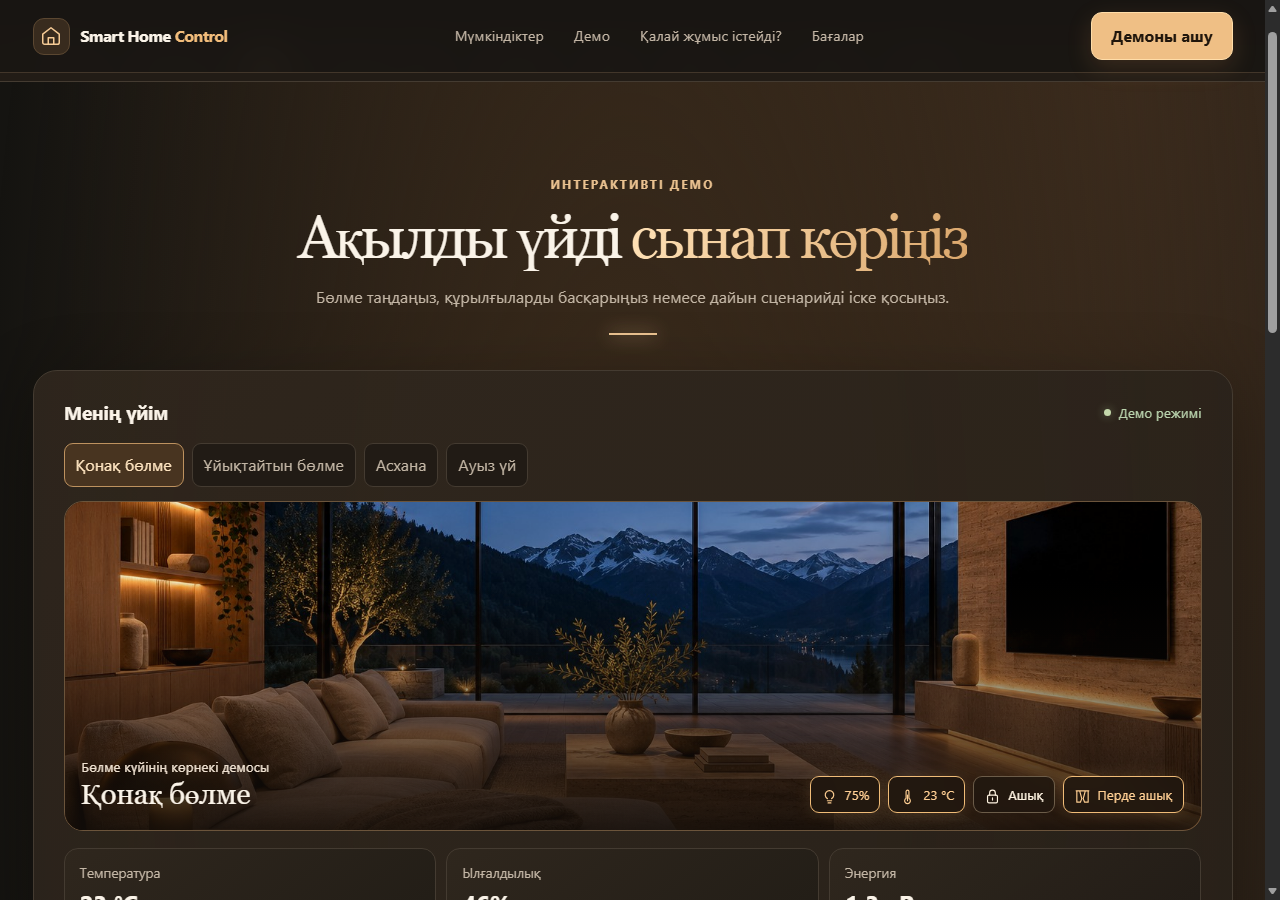 Smart Home Control
Мүмкіндіктер
Демо
Қалай жұмыс істейді?
Бағалар
Демоны ашу
ИНТЕРАКТИВТІ ДЕМО
Ақылды үйді сынап көріңіз
Бөлме таңдаңыз, құрылғыларды басқарыңыз немесе дайын сценарийді іске қосыңыз.
Менің үйім
Демо режимі
Қонақ бөлме
Ұйықтайтын бөлме
Асхана
Ауыз үй
Бөлме күйінің көрнекі демосы
Қонақ бөлме
75%
23 °C
Ашық
Перде ашық
Температура
Ылғалдылық
Энергия